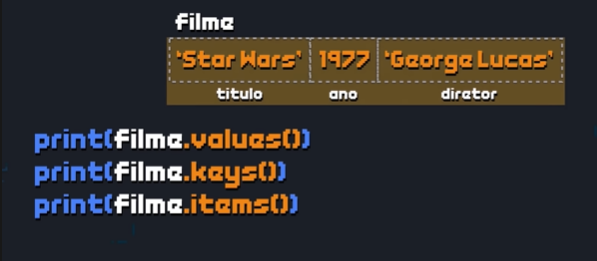 filme
'Star Wars' 1977 'George Lucas'
titulo ano diretor
print(filme.values())
print(filme.keys())
print(filme.items())